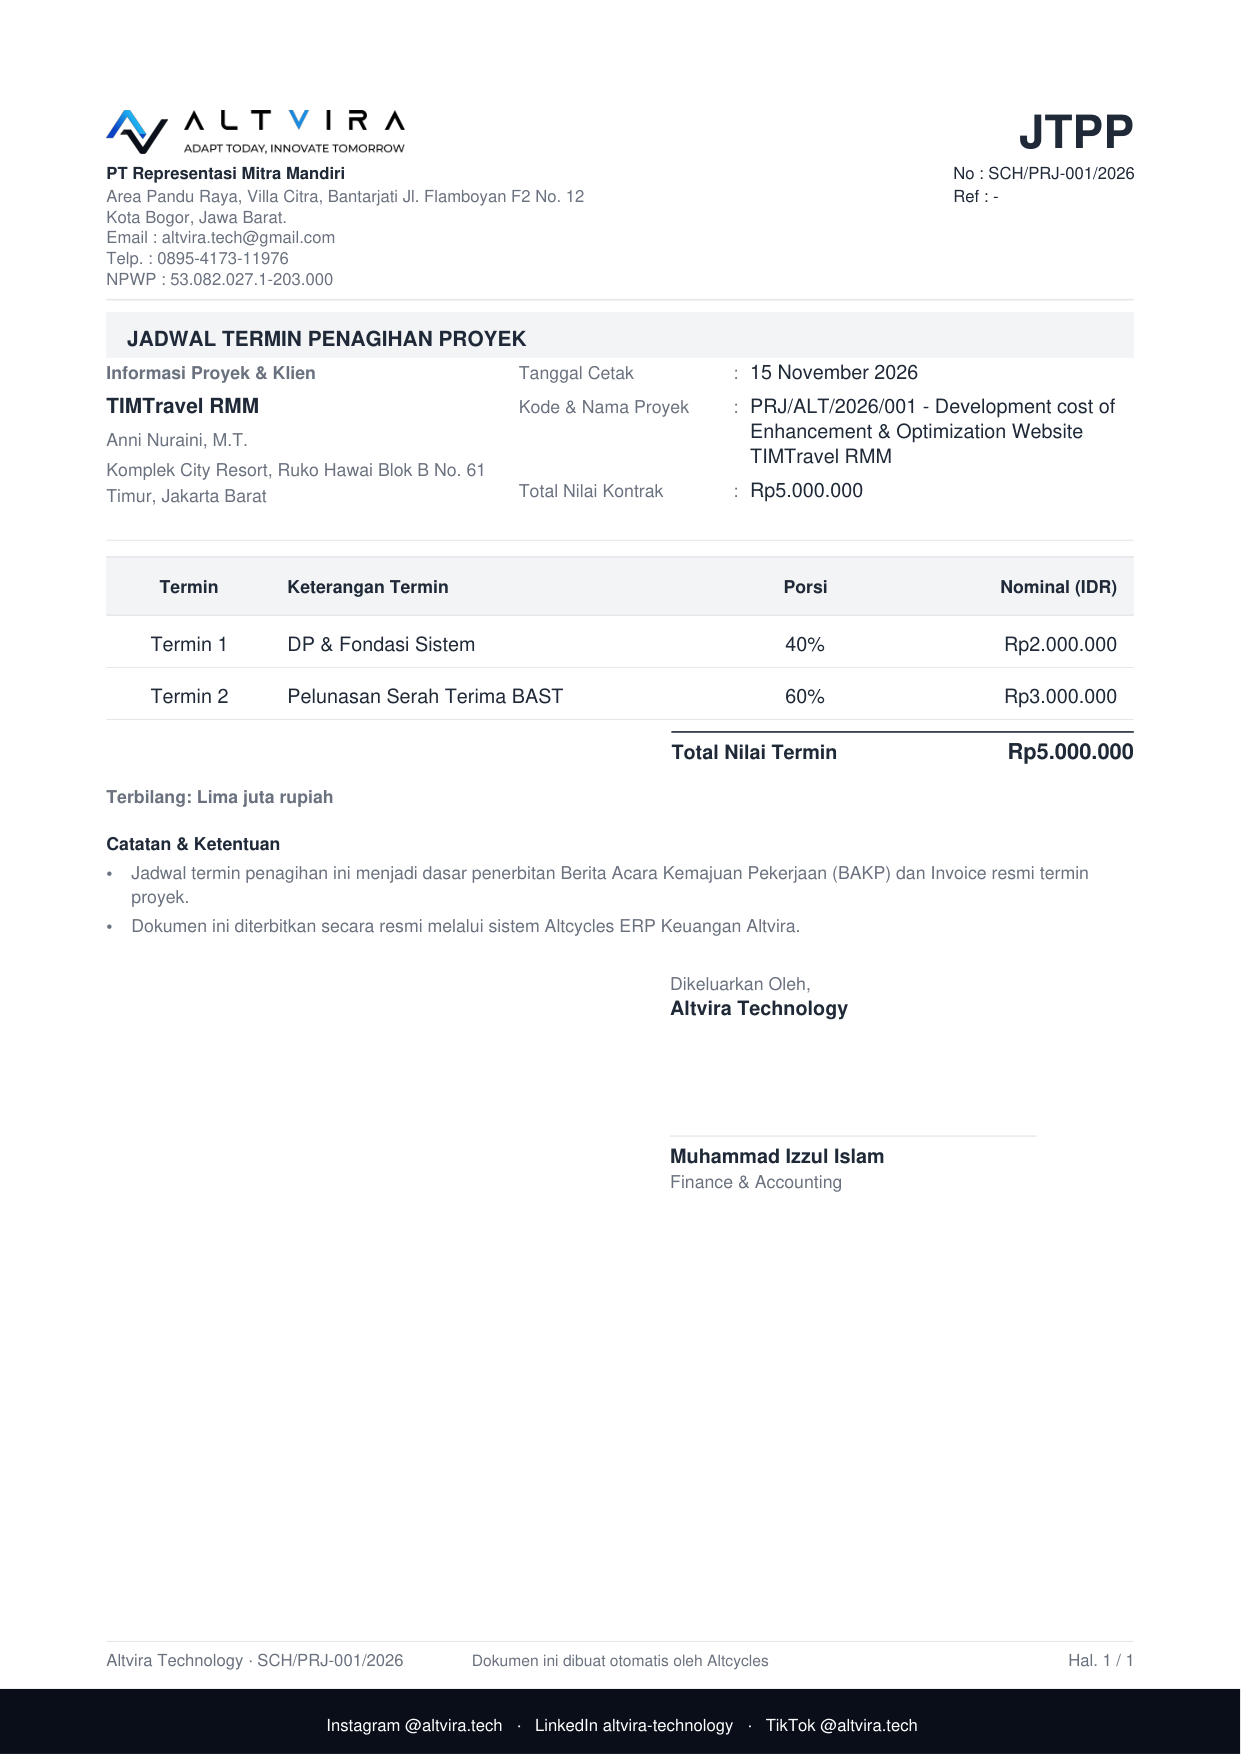 ALTVIRA
ADAPT TODAY, INNOVATE TOMORROW
JTPP
PT Representasi Mitra Mandiri
Area Pandu Raya, Villa Citra, Bantarjati Jl. Flamboyan F2 No. 12
Kota Bogor, Jawa Barat.
Email : altvira.tech@gmail.com
Telp. : 0895-4173-11976
NPWP : 53.082.027.1-203.000
No : SCH/PRJ-001/2026
Ref : -
JADWAL TERMIN PENAGIHAN PROYEK
Informasi Proyek & Klien
TIMTravel RMM
Anni Nuraini, M.T.
Komplek City Resort, Ruko Hawai Blok B No. 61
Timur, Jakarta Barat
Tanggal Cetak : 15 November 2026
Kode & Nama Proyek : PRJ/ALT/2026/001 - Development cost of
Enhancement & Optimization Website
TIMTravel RMM
Total Nilai Kontrak : Rp5.000.000
Termin Keterangan Termin Porsi Nominal (IDR)
Termin 1 DP & Fondasi Sistem 40% Rp2.000.000
Termin 2 Pelunasan Serah Terima BAST 60% Rp3.000.000
Total Nilai Termin Rp5.000.000
Terbilang: Lima juta rupiah
Catatan & Ketentuan
• Jadwal termin penagihan ini menjadi dasar penerbitan Berita Acara Kemajuan Pekerjaan (BAKP) dan Invoice resmi termin
proyek.
• Dokumen ini diterbitkan secara resmi melalui sistem Altcycles ERP Keuangan Altvira.
Dikeluarkan Oleh,
Altvira Technology
Muhammad Izzul Islam
Finance & Accounting
Altvira Technology · SCH/PRJ-001/2026 Dokumen ini dibuat otomatis oleh Altcycles Hal. 1 / 1
Instagram @altvira.tech · LinkedIn altvira-technology · TikTok @altvira.tech